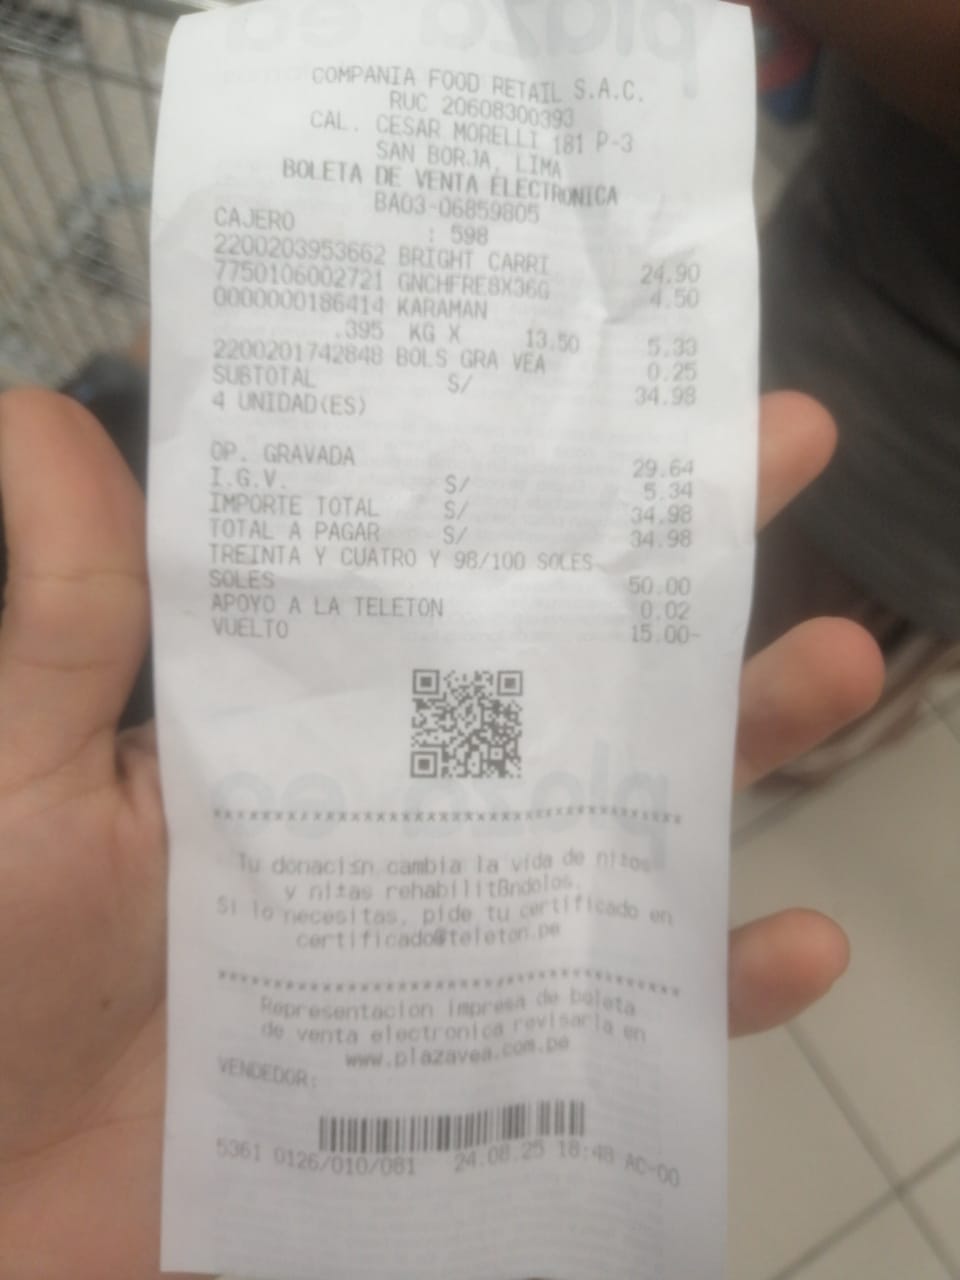 COMPANIA FOOD RETAIL S.A.C.
RUC 20608300393
CAL. CESAR MORELLI 181 P-3
SAN BORJA, LIMA
BOLETA DE VENTA ELECTRONICA
BA03-06859805
CAJERO : 598
2200203953662 BRIGHT CARRI 24.90
7750106002721 GNCHFRE8X36G 4.50
0000000186414 KARAMAN
.395 KG X 13.50 5.33
2200201742848 BOLS GRA VEA 0.25
SUBTOTAL S/ 34.98
4 UNIDAD(ES)
OP. GRAVADA 29.64
I.G.V. S/ 5.34
IMPORTE TOTAL S/ 34.98
TOTAL A PAGAR S/ 34.98
TREINTA Y CUATRO Y 98/100 SOLES
SOLES 50.00
APOYO A LA TELETON 0.02
VUELTO 15.00-
plaza ea
*****************************************
Tu donación cambia la vida de niños
y nitas rehabilitBndolos.
Si lo necesitas, pide tu certificado en
certificado@teleton.pe
*****************************************
Representacion impresa de boleta
de venta electronica revisarla en
www.plazavea.com.pe
VENDEDOR:
5361 0126/010/081 24.08.25 18:48 AC-00